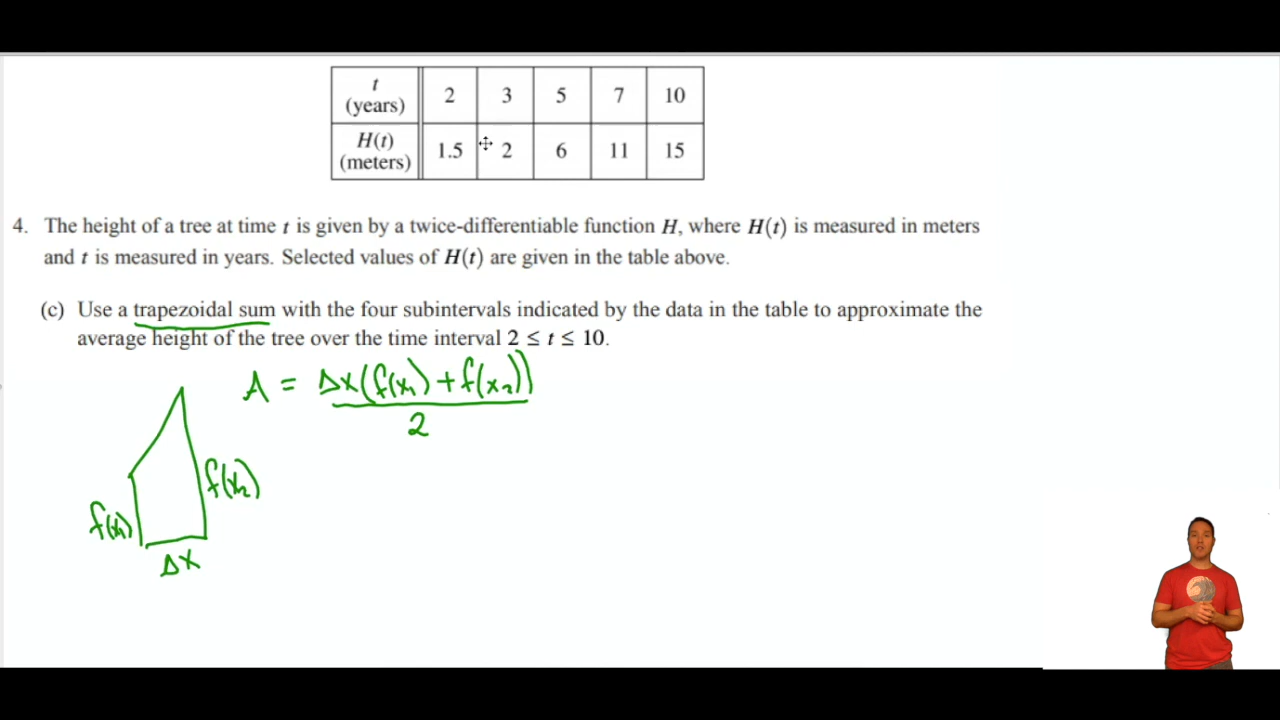 t (years) 2 3 5 7 10
H(t) (meters) 1.5 2 6 11 15
4. The height of a tree at time t is given by a twice-differentiable function H, where H(t) is measured in meters
and t is measured in years. Selected values of H(t) are given in the table above.
(c) Use a trapezoidal sum with the four subintervals indicated by the data in the table to approximate the
average height of the tree over the time interval 2 ≤ t ≤ 10.
A = Δx(f(x₁) + f(x₂))
2
f(x₁) f(x₂)
Δx